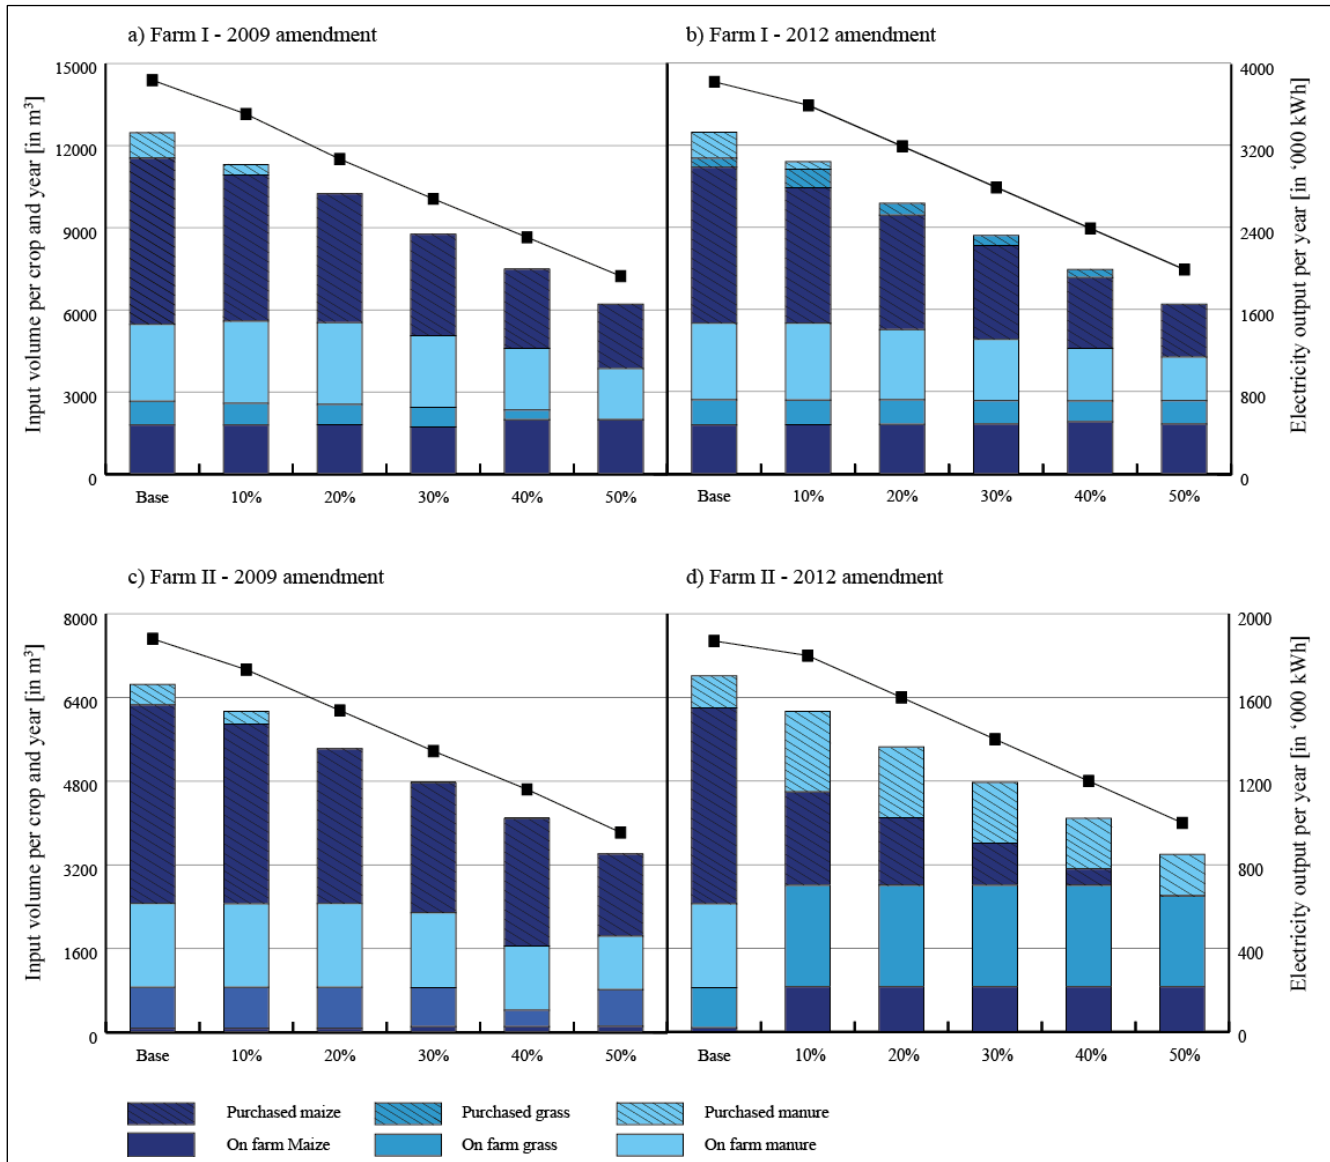 a) Farm I - 2009 amendment
b) Farm I - 2012 amendment
Input volume per crop and year [in m³]
15000
12000
9000
6000
3000
0
Base 10% 20% 30% 40% 50%
Base 10% 20% 30% 40% 50%
4000
3200
2400
1600
800
0
Electricity output per year [in ‘000 kWh]
c) Farm II - 2009 amendment
d) Farm II - 2012 amendment
Input volume per crop and year [in m³]
8000
6400
4800
3200
1600
0
Base 10% 20% 30% 40% 50%
Base 10% 20% 30% 40% 50%
2000
1600
1200
800
400
0
Electricity output per year [in ‘000 kWh]
Purchased maize Purchased grass Purchased manure
On farm Maize On farm grass On farm manure